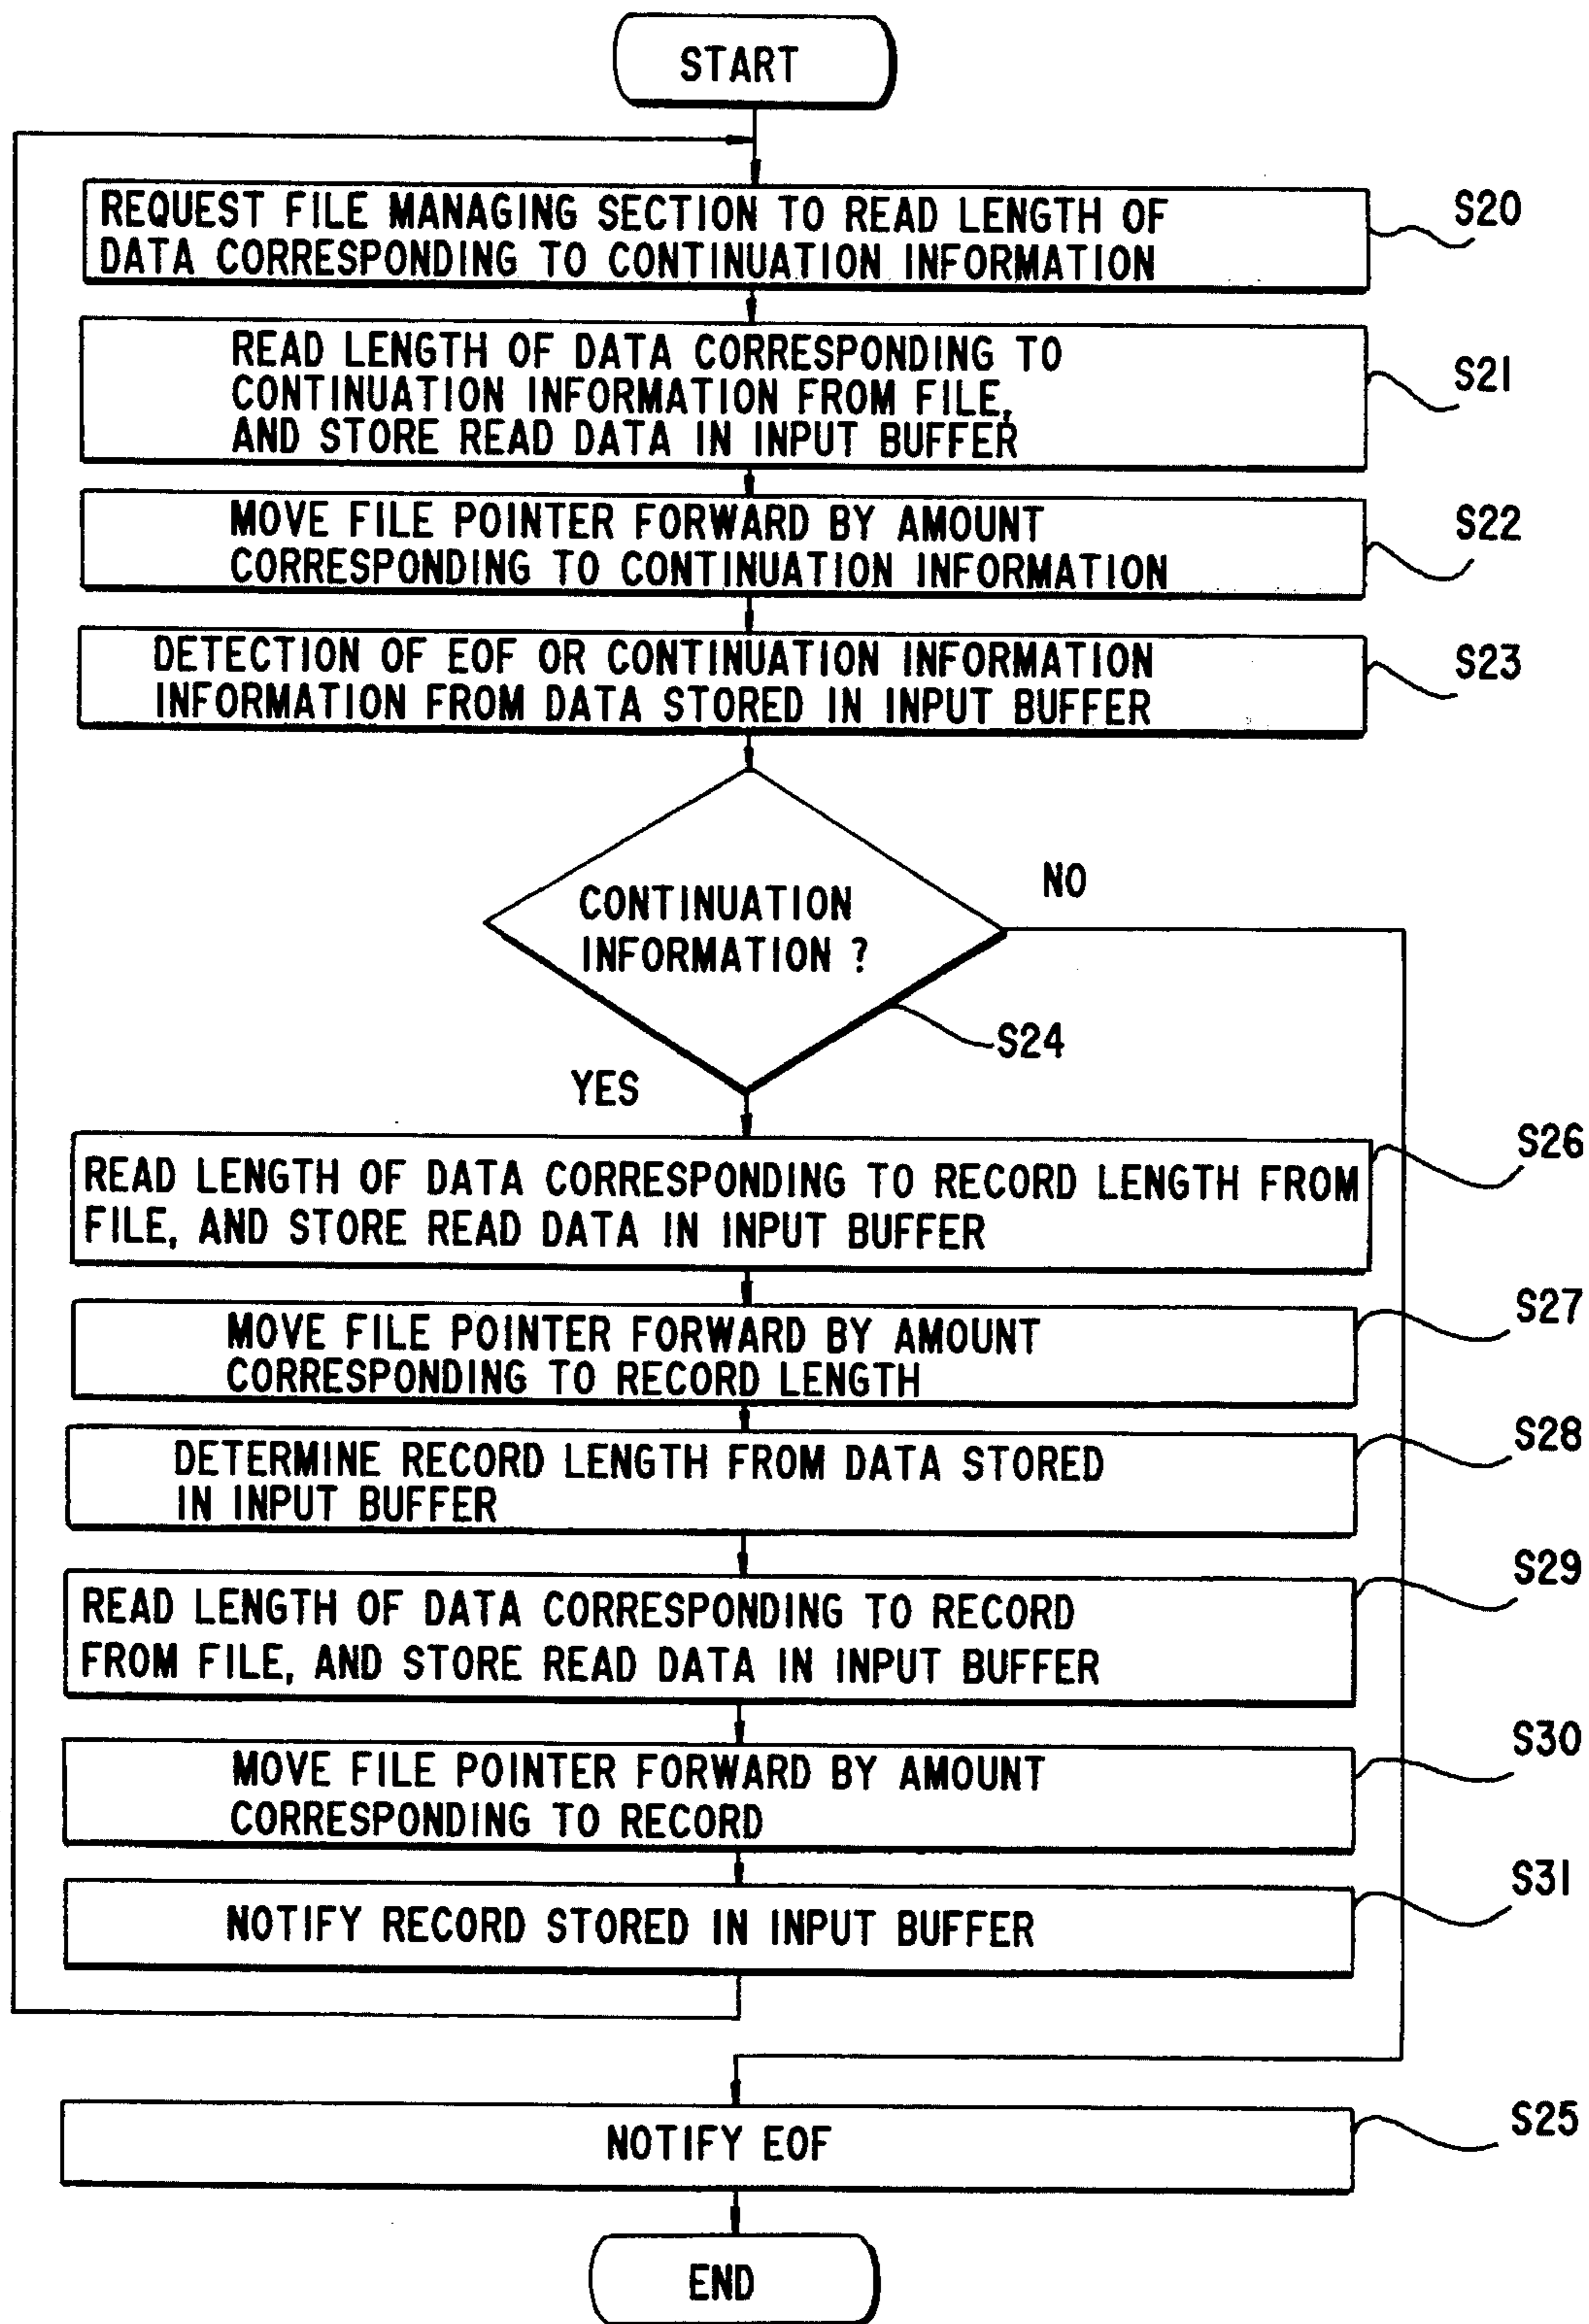 START
REQUEST FILE MANAGING SECTION TO READ LENGTH OF
DATA CORRESPONDING TO CONTINUATION INFORMATION
S20
READ LENGTH OF DATA CORRESPONDING TO
CONTINUATION INFORMATION FROM FILE,
AND STORE READ DATA IN INPUT BUFFER
S21
MOVE FILE POINTER FORWARD BY AMOUNT
CORRESPONDING TO CONTINUATION INFORMATION
S22
DETECTION OF EOF OR CONTINUATION INFORMATION
INFORMATION FROM DATA STORED IN INPUT BUFFER
S23
CONTINUATION
INFORMATION ?
NO
S24
YES
READ LENGTH OF DATA CORRESPONDING TO RECORD LENGTH FROM
FILE, AND STORE READ DATA IN INPUT BUFFER
S26
MOVE FILE POINTER FORWARD BY AMOUNT
CORRESPONDING TO RECORD LENGTH
S27
DETERMINE RECORD LENGTH FROM DATA STORED
IN INPUT BUFFER
S28
READ LENGTH OF DATA CORRESPONDING TO RECORD
FROM FILE, AND STORE READ DATA IN INPUT BUFFER
S29
MOVE FILE POINTER FORWARD BY AMOUNT
CORRESPONDING TO RECORD
S30
NOTIFY RECORD STORED IN INPUT BUFFER
S31
NOTIFY EOF
S25
END